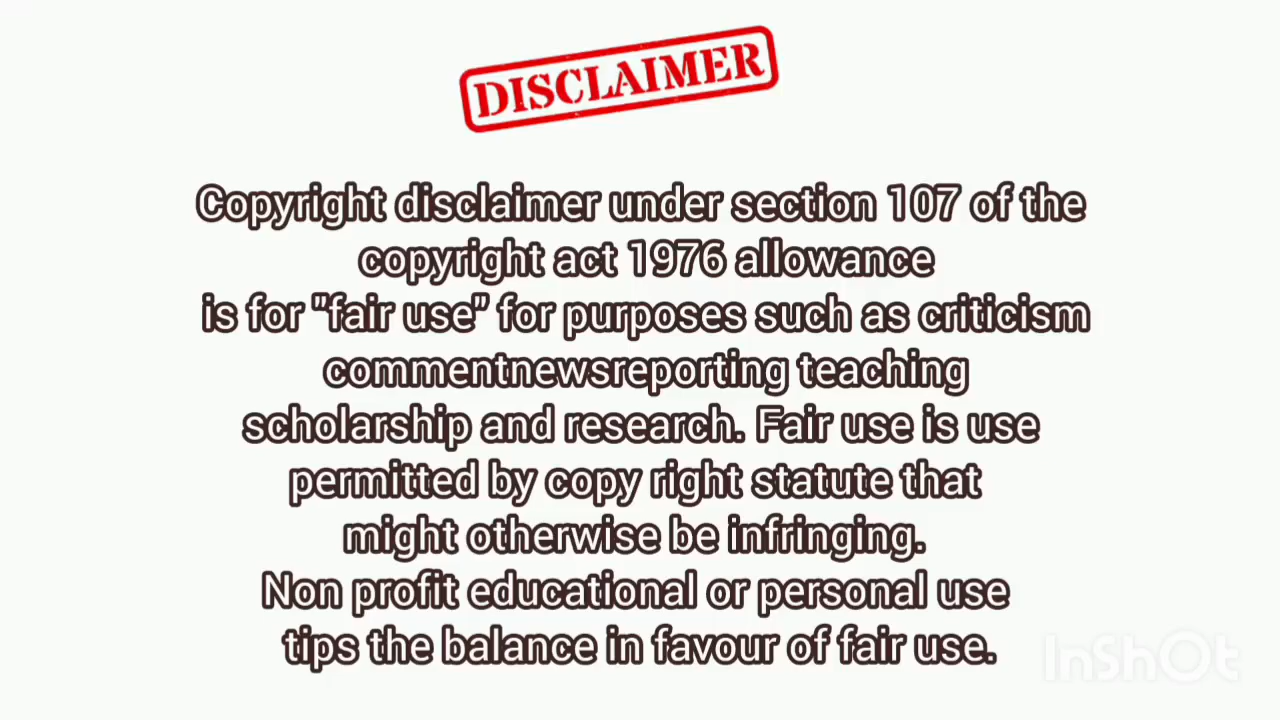 DISCLAIMER
Copyright disclaimer under section 107 of the
copyright act 1976 allowance
is for "fair use" for purposes such as criticism
commentnewsreporting teaching
scholarship and research. Fair use is use
permitted by copy right statute that
might otherwise be infringing.
Non profit educational or personal use
tips the balance in favour of fair use.
InShOt